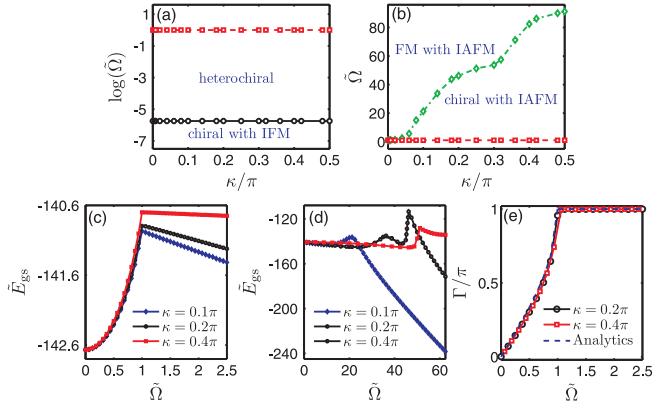 (a)
log(Ω̃)
1
-1
-3
-5
-7
heterochiral
chiral with IFM
0 0.1 0.2 0.3 0.4 0.5
κ/π
(b)
Ω̃
80
60
40
20
0
FM with IAFM
chiral with IAFM
0 0.1 0.2 0.3 0.4 0.5
κ/π
(c)
Ẽgs
−140.6
−141.6
−142.6
κ = 0.1π
κ = 0.2π
κ = 0.4π
0 0.5 1 1.5 2 2.5
Ω̃
(d)
Ẽgs
−120
−160
−200
−240
κ = 0.1π
κ = 0.2π
κ = 0.4π
0 20 40 60
Ω̃
(e)
Γ/π
1
0.5
0
κ = 0.2π
κ = 0.4π
Analytics
0 0.5 1 1.5 2 2.5
Ω̃